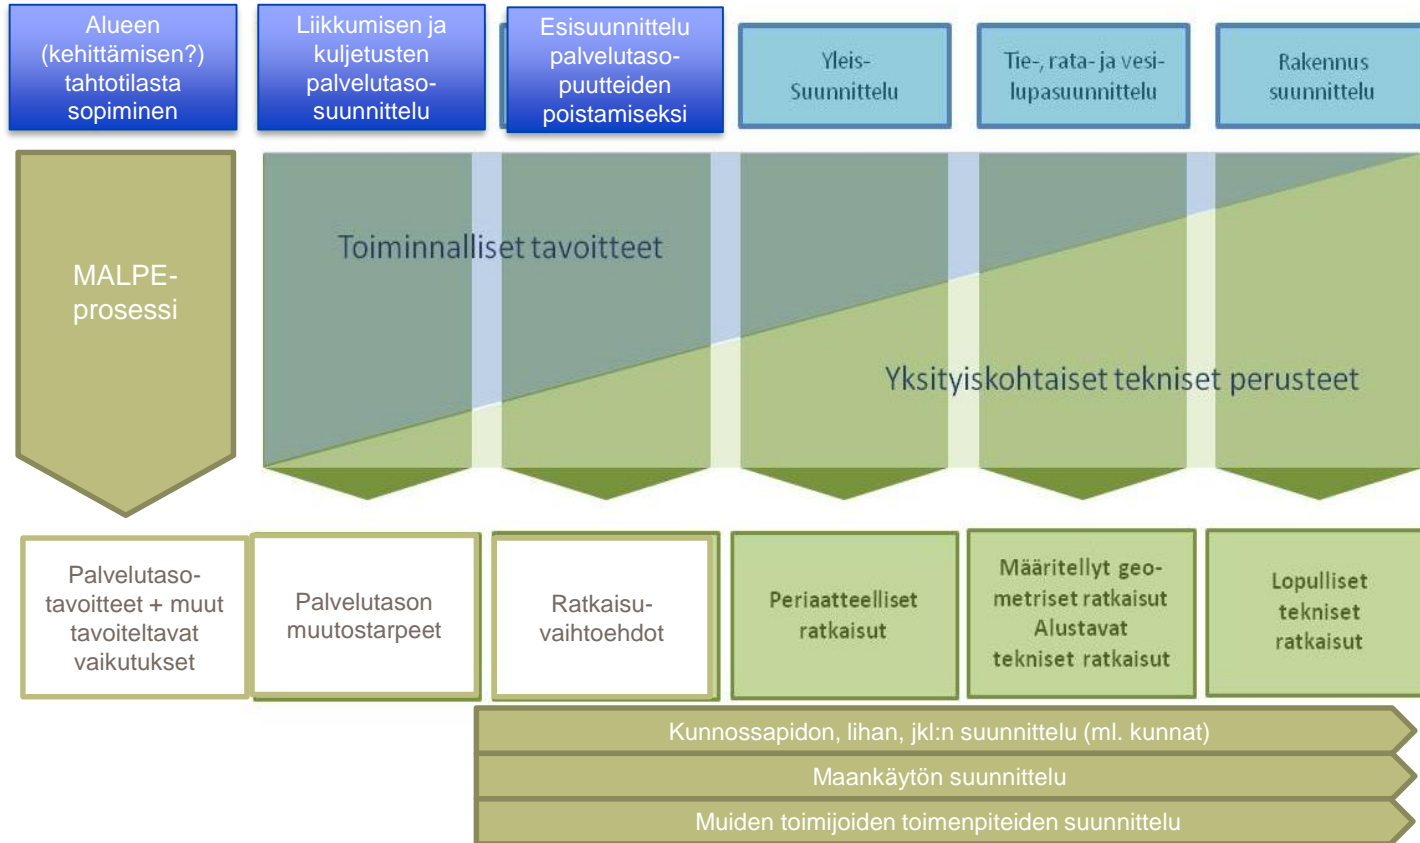 Alueen
(kehittämisen?)
tahtotilasta
sopiminen
Liikkumisen ja
kuljetusten
palvelutaso-
suunnittelu
Esisuunnittelu
palvelutaso-
puutteiden
poistamiseksi
Yleis-
Suunnittelu
Tie-, rata- ja vesi-
lupasuunnittelu
Rakennus
suunnittelu
MALPE-
prosessi
Toiminnalliset tavoitteet
Yksityiskohtaiset tekniset perusteet
Palvelutaso-
tavoitteet + muut
tavoiteltavat
vaikutukset
Palvelutason
muutostarpeet
Ratkaisu-
vaihtoehdot
Periaatteelliset
ratkaisut
Määritellyt geo-
metriset ratkaisut
Alustavat
tekniset ratkaisut
Lopulliset
tekniset
ratkaisut
Kunnossapidon, lihan, jkl:n suunnittelu (ml. kunnat)
Maankäytön suunnittelu
Muiden toimijoiden toimenpiteiden suunnittelu